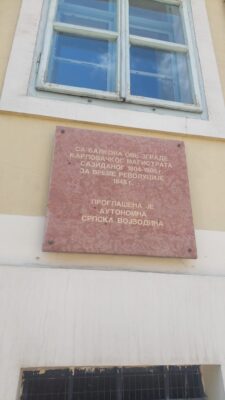 СА БАЛКОНА ОВЕ ЗГРАДЕ
КАРЛОВАЧКОГ МАГИСТРАТА
САЗИДАНОГ 1806-1808 Г.
ЗА ВРЕМЕ РЕВОЛУЦИЈЕ
1848 Г.
ПРОГЛАШЕНА ЈЕ
АУТОНОМНА
СРПСКА ВОЈВОДИНА